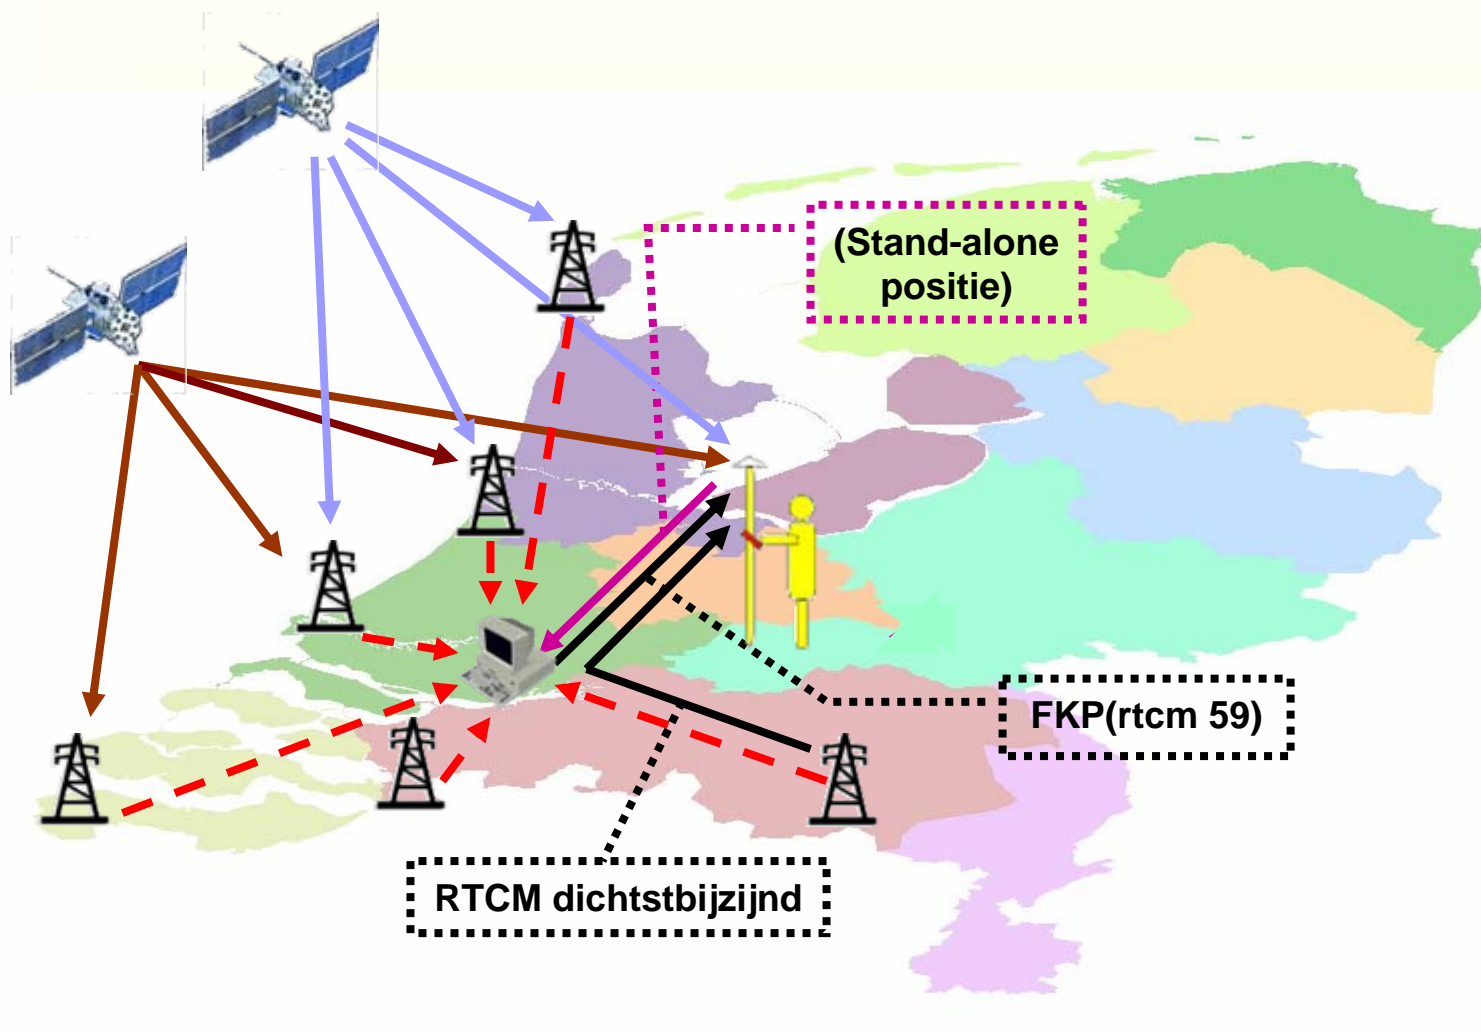 (Stand-alone
positie)
FKP(rtcm 59)
RTCM dichtstbijzijnd